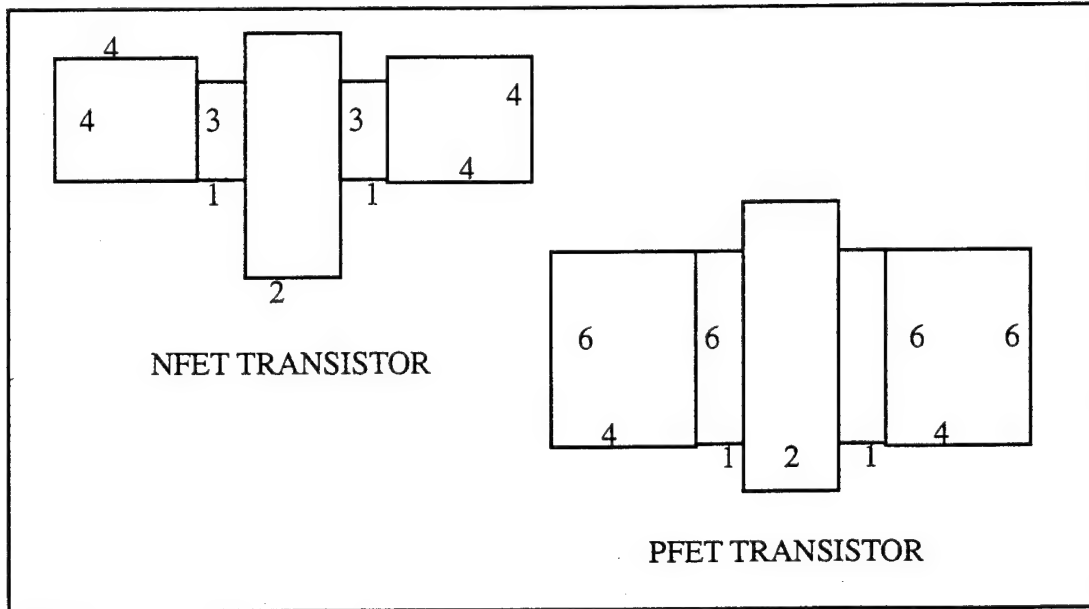 4
4 3 3 4
4
1 1
2
NFET TRANSISTOR
6 6 6 6
4 4
1 2 1
PFET TRANSISTOR